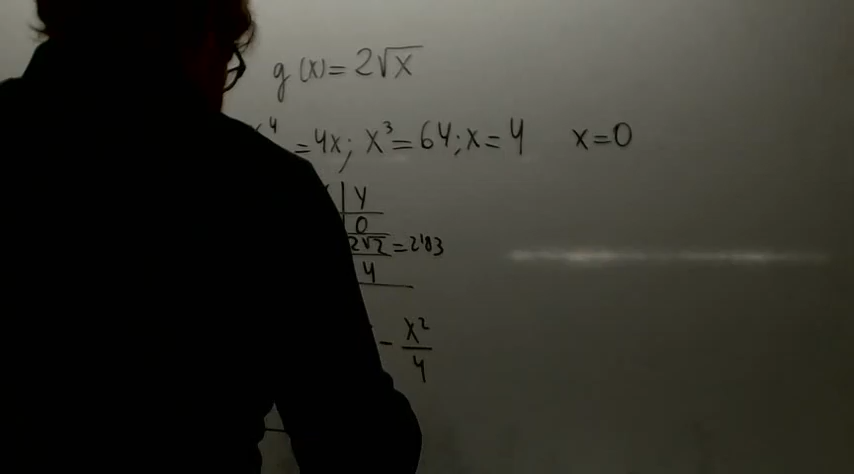 g(x) = 2√x
4 = 4x; x³ = 64; x = 4 x = 0
y
0
2√2 = 2'83
4
- x²/4